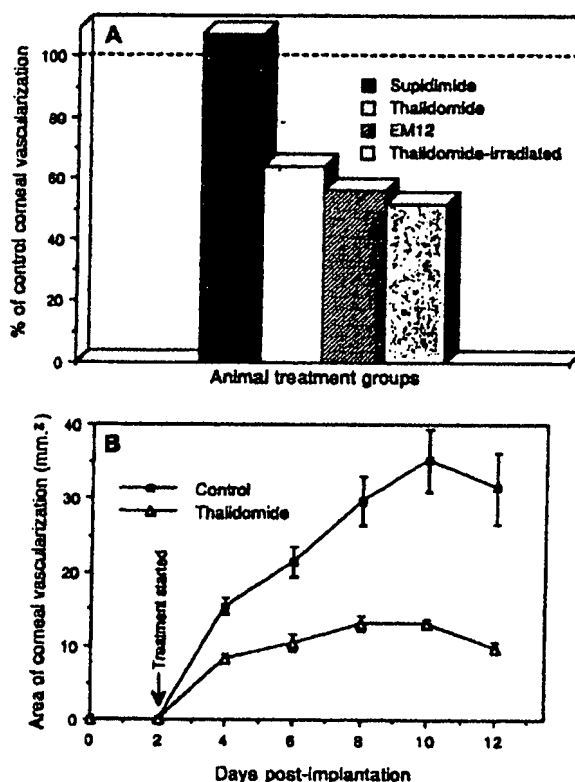 A
% of control corneal vascularization
100
80
60
40
20
0
Supidimide
Thalidomide
EM12
Thalidomide-irradiated
Animal treatment groups
B
Area of corneal vascularization (mm.²)
40
30
20
10
0
Control
Thalidomide
Treatment started
0 2 4 6 8 10 12
Days post-implantation